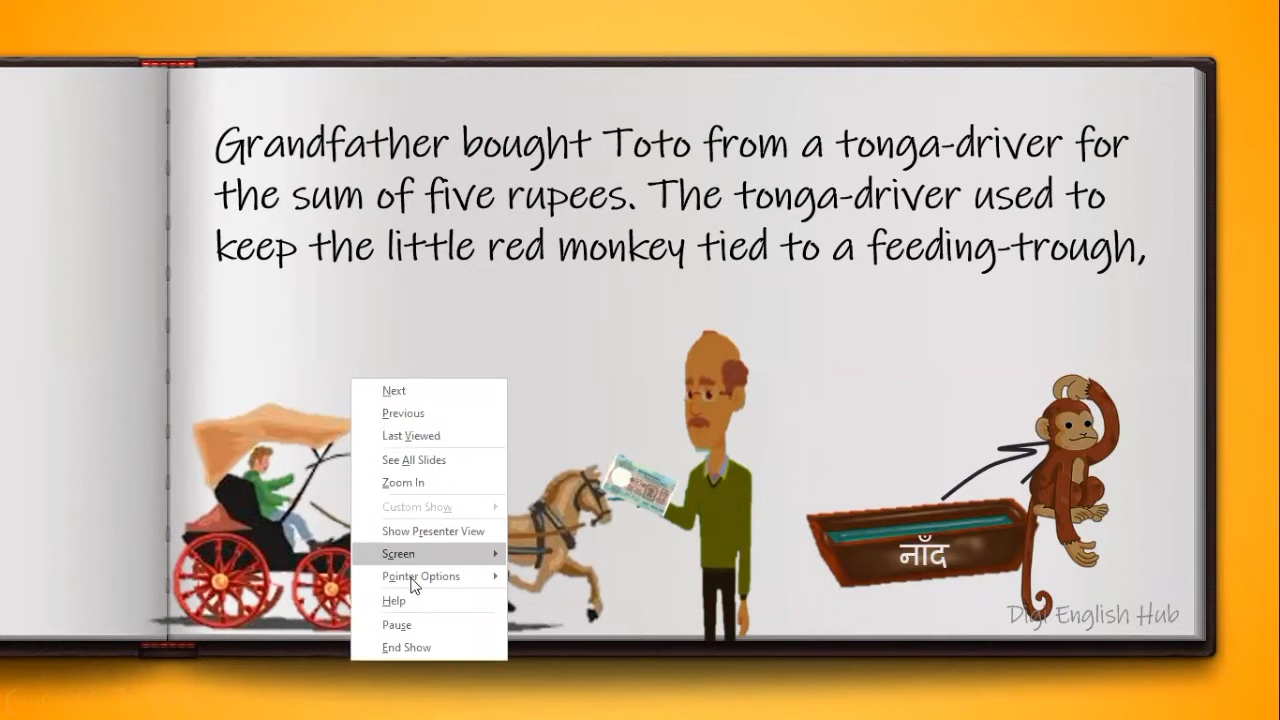 Grandfather bought Toto from a tonga-driver for
the sum of five rupees. The tonga-driver used to
keep the little red monkey tied to a feeding-trough,
Next
Previous
Last Viewed
See All Slides
Zoom In
Custom Show
Show Presenter View
Screen
Pointer Options
Help
Pause
End Show
नाँद
Digi English Hub